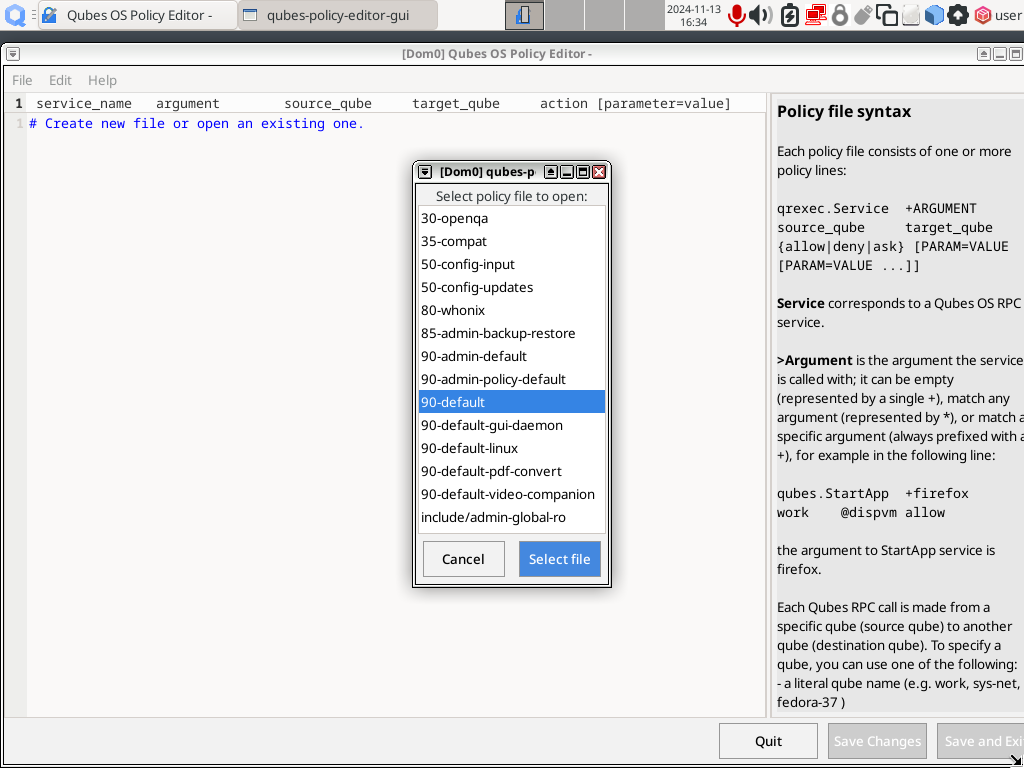 Qubes OS Policy Editor -
qubes-policy-editor-gui
2024-11-13
16:34
user
[Dom0] Qubes OS Policy Editor -
File Edit Help
1 service_name argument source_qube target_qube action [parameter=value]
1 # Create new file or open an existing one.
[Dom0] qubes-p
Select policy file to open:
30-openqa
35-compat
50-config-input
50-config-updates
80-whonix
85-admin-backup-restore
90-admin-default
90-admin-policy-default
90-default
90-default-gui-daemon
90-default-linux
90-default-pdf-convert
90-default-video-companion
include/admin-global-ro
Cancel Select file
Policy file syntax
Each policy file consists of one or more
policy lines:
qrexec.Service +ARGUMENT
source_qube target_qube
{allow|deny|ask} [PARAM=VALUE
[PARAM=VALUE ...]]
Service corresponds to a Qubes OS RPC
service.
>Argument is the argument the service
is called with; it can be empty
(represented by a single +), match any
argument (represented by *), or match a
specific argument (always prefixed with a
+), for example in the following line:
qubes.StartApp +firefox
work @dispvm allow
the argument to StartApp service is
firefox.
Each Qubes RPC call is made from a
specific qube (source qube) to another
qube (destination qube). To specify a
qube, you can use one of the following:
- a literal qube name (e.g. work, sys-net,
fedora-37 )
Quit Save Changes Save and Exi